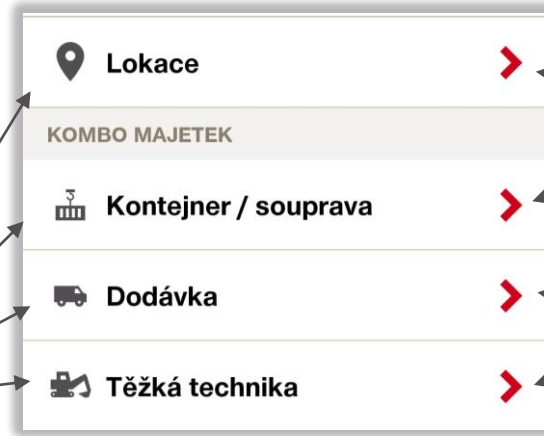 Lokace
KOMBO MAJETEK
Kontejner / souprava
Dodávka
Těžká technika